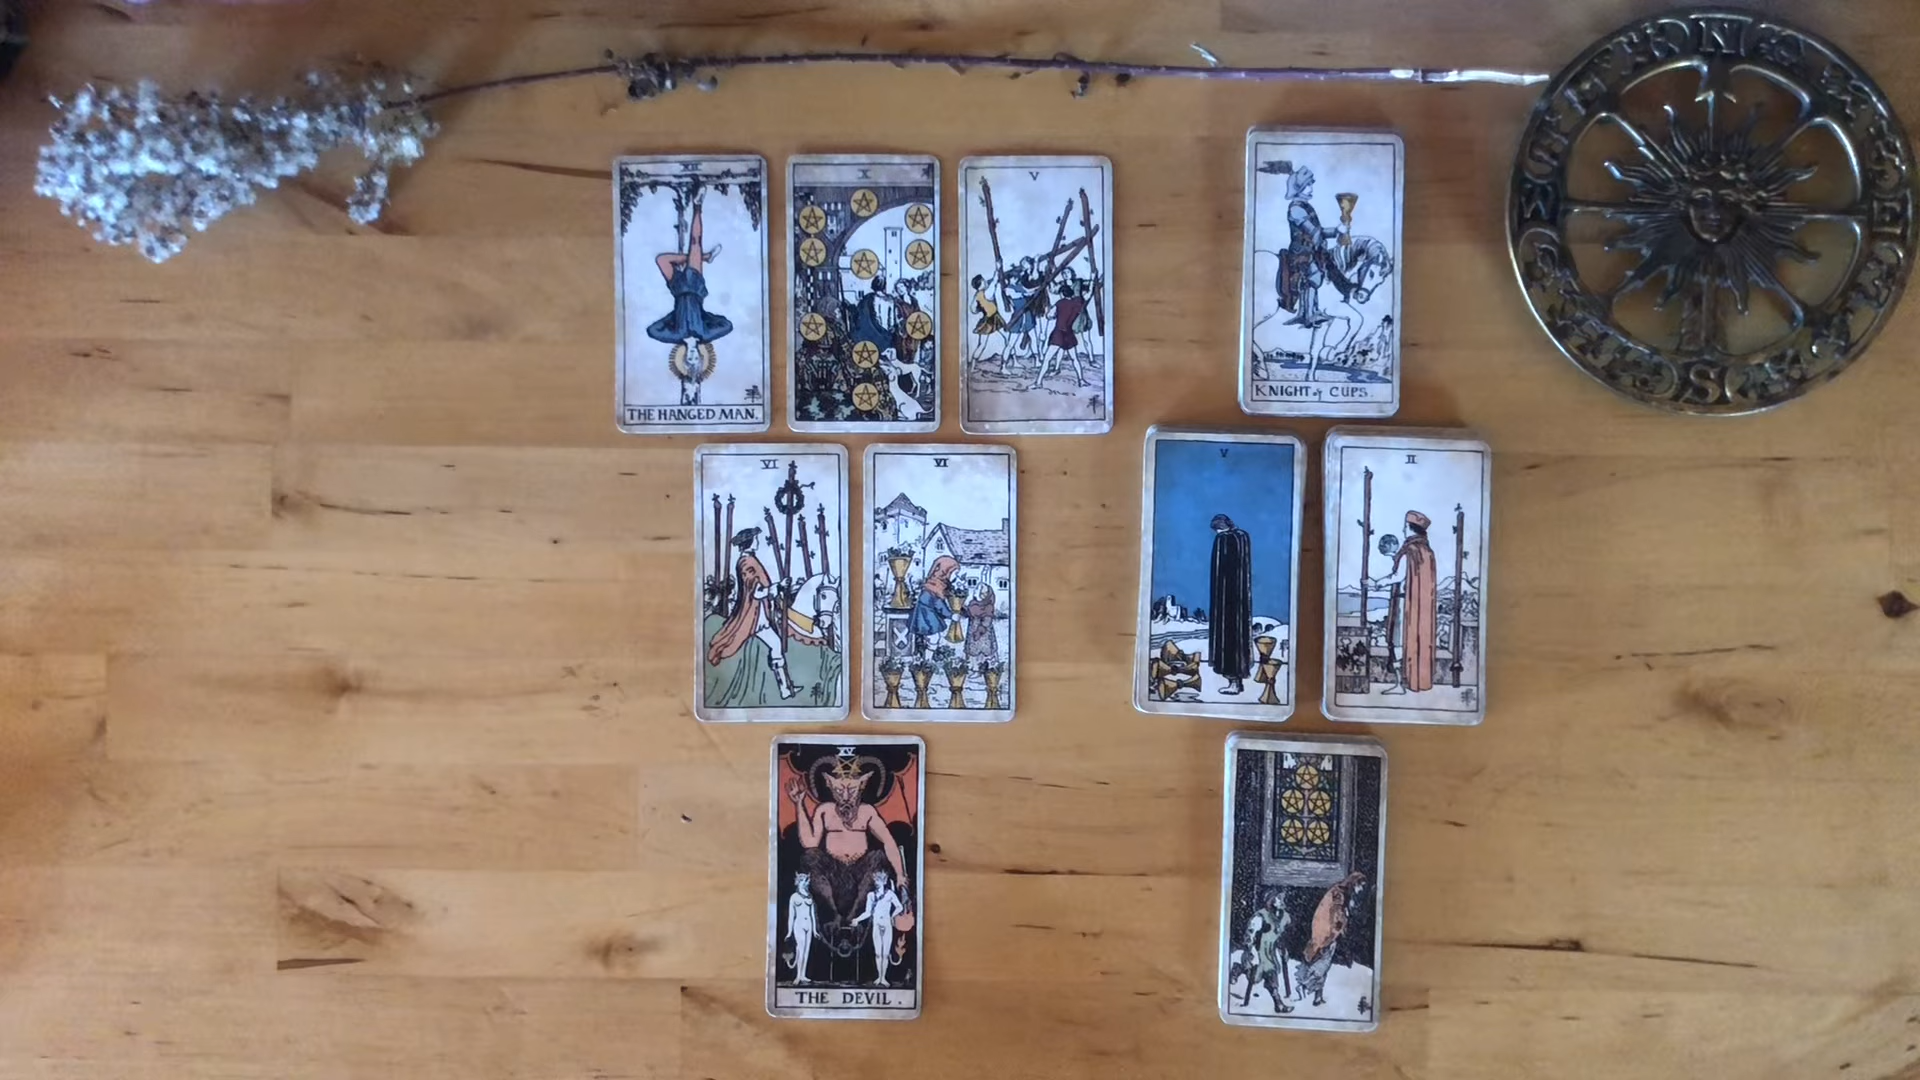 XII
X
V
THE HANGED MAN.
KNIGHT of CUPS.
VI
VI
V
II
XV
THE DEVIL.
N
S